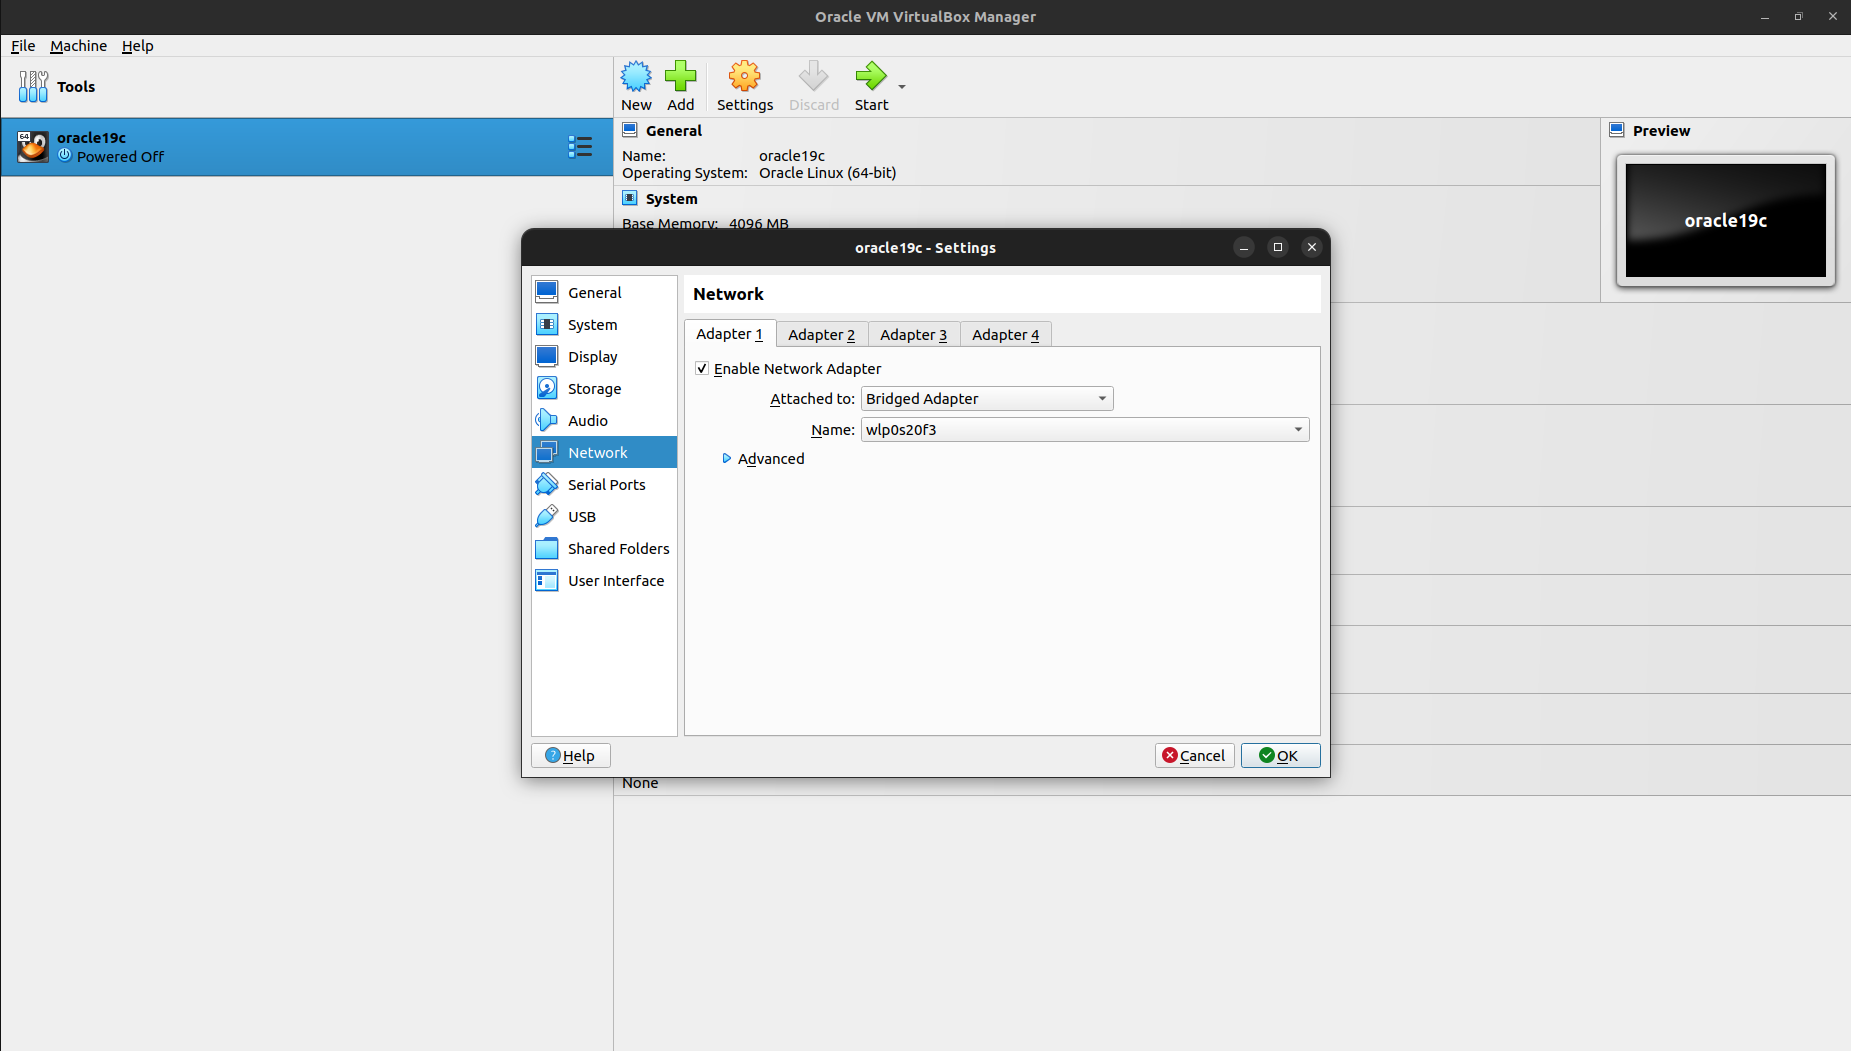 Oracle VM VirtualBox Manager
File Machine Help
Tools
New Add Settings Discard Start
64
oracle19c
Powered Off
General
Name: oracle19c
Operating System: Oracle Linux (64-bit)
System
Base Memory: 4096 MB
Preview
oracle19c
oracle19c - Settings
General
System
Display
Storage
Audio
Network
Serial Ports
USB
Shared Folders
User Interface
Network
Adapter 1 Adapter 2 Adapter 3 Adapter 4
Enable Network Adapter
Attached to: Bridged Adapter
Name: wlp0s20f3
Advanced
Help Cancel OK
None